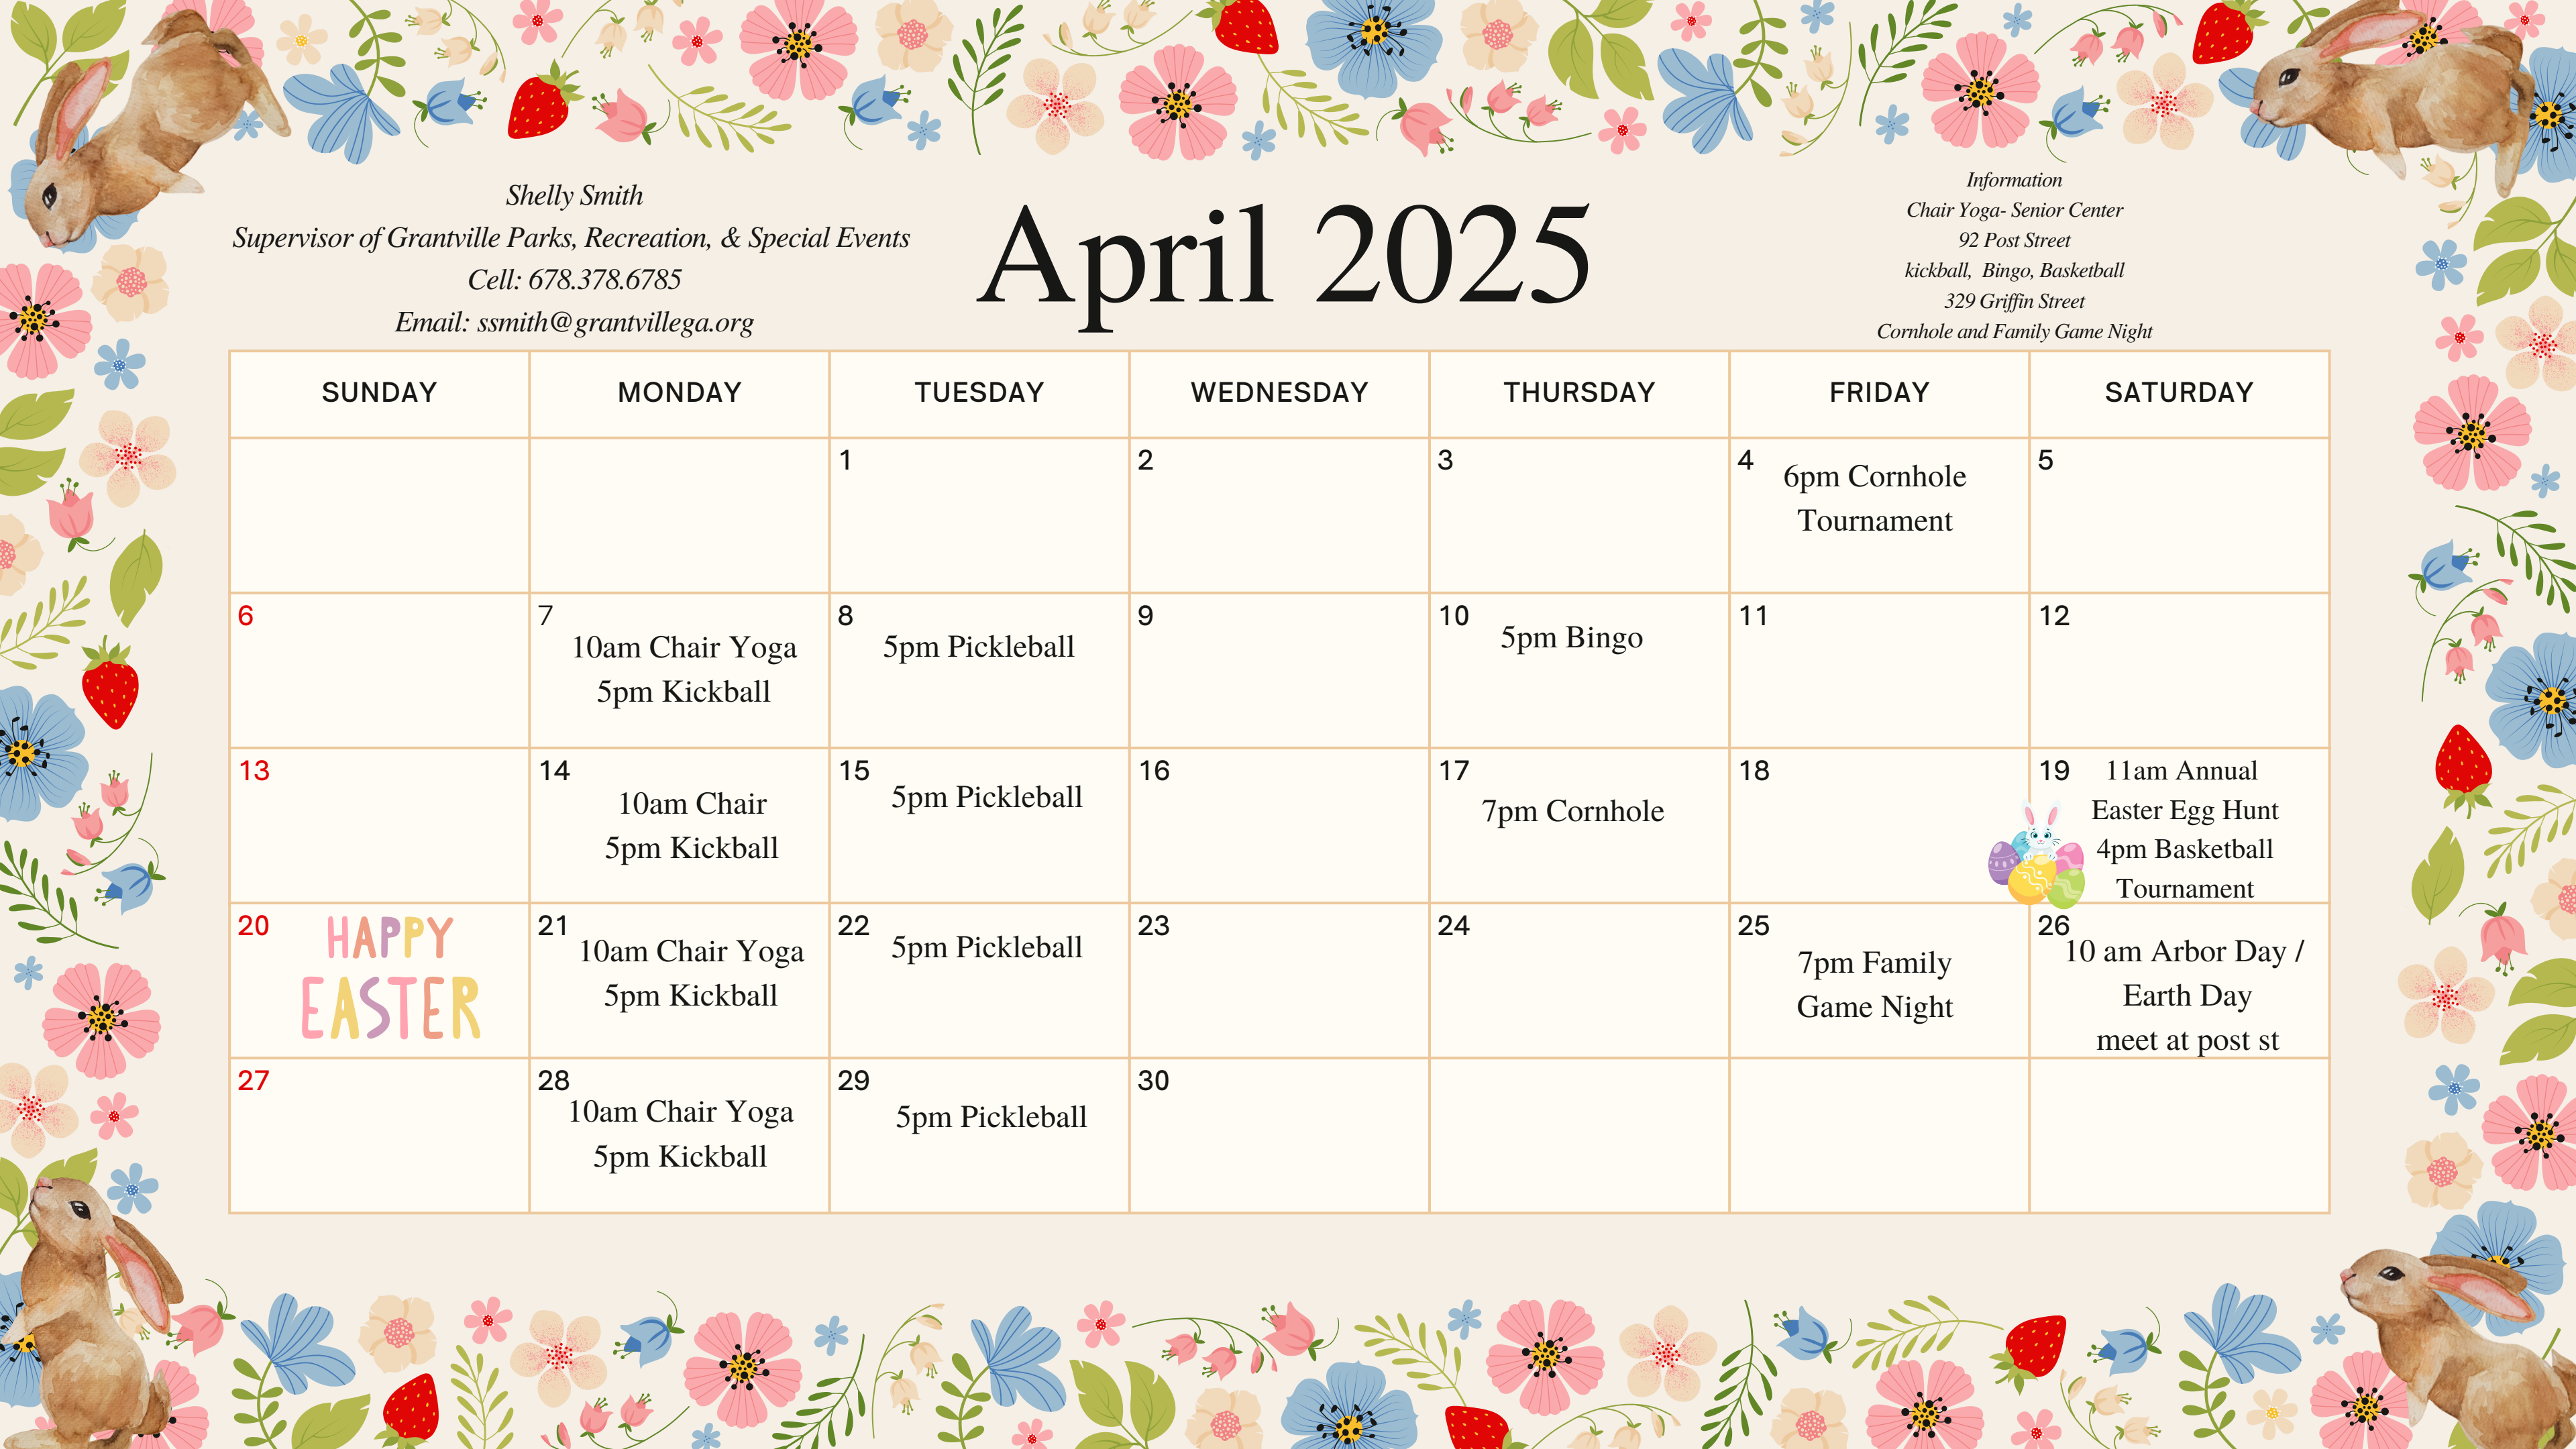 Shelly Smith
Supervisor of Grantville Parks, Recreation, & Special Events
Cell: 678.378.6785
Email: ssmith@grantvillega.org
April 2025
Information
Chair Yoga- Senior Center
92 Post Street
kickball, Bingo, Basketball
329 Griffin Street
Cornhole and Family Game Night
SUNDAY
MONDAY
TUESDAY
WEDNESDAY
THURSDAY
FRIDAY
SATURDAY
1
2
3
4
6pm Cornhole
Tournament
5
6
7
10am Chair Yoga
5pm Kickball
8
5pm Pickleball
9
10
5pm Bingo
11
12
13
14
10am Chair
5pm Kickball
15
5pm Pickleball
16
17
7pm Cornhole
18
19
11am Annual
Easter Egg Hunt
4pm Basketball
Tournament
20
HAPPY
EASTER
21
10am Chair Yoga
5pm Kickball
22
5pm Pickleball
23
24
25
7pm Family
Game Night
26
10 am Arbor Day /
Earth Day
meet at post st
27
28
10am Chair Yoga
5pm Kickball
29
5pm Pickleball
30